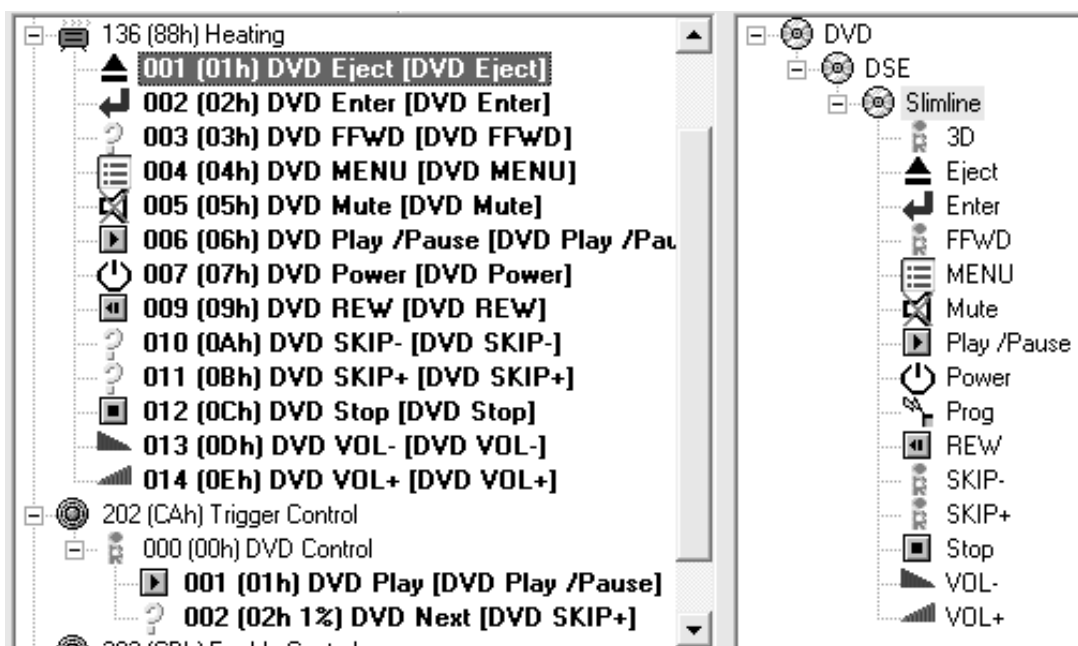 136 (88h) Heating
001 (01h) DVD Eject [DVD Eject]
002 (02h) DVD Enter [DVD Enter]
003 (03h) DVD FFWD [DVD FFWD]
004 (04h) DVD MENU [DVD MENU]
005 (05h) DVD Mute [DVD Mute]
006 (06h) DVD Play /Pause [DVD Play /Pau
007 (07h) DVD Power [DVD Power]
009 (09h) DVD REW [DVD REW]
010 (0Ah) DVD SKIP- [DVD SKIP-]
011 (0Bh) DVD SKIP+ [DVD SKIP+]
012 (0Ch) DVD Stop [DVD Stop]
013 (0Dh) DVD VOL- [DVD VOL-]
014 (0Eh) DVD VOL+ [DVD VOL+]
202 (CAh) Trigger Control
000 (00h) DVD Control
001 (01h) DVD Play [DVD Play /Pause]
002 (02h 1%) DVD Next [DVD SKIP+]
DVD
DSE
Slimline
3D
Eject
Enter
FFWD
MENU
Mute
Play /Pause
Power
Prog
REW
SKIP-
SKIP+
Stop
VOL-
VOL+